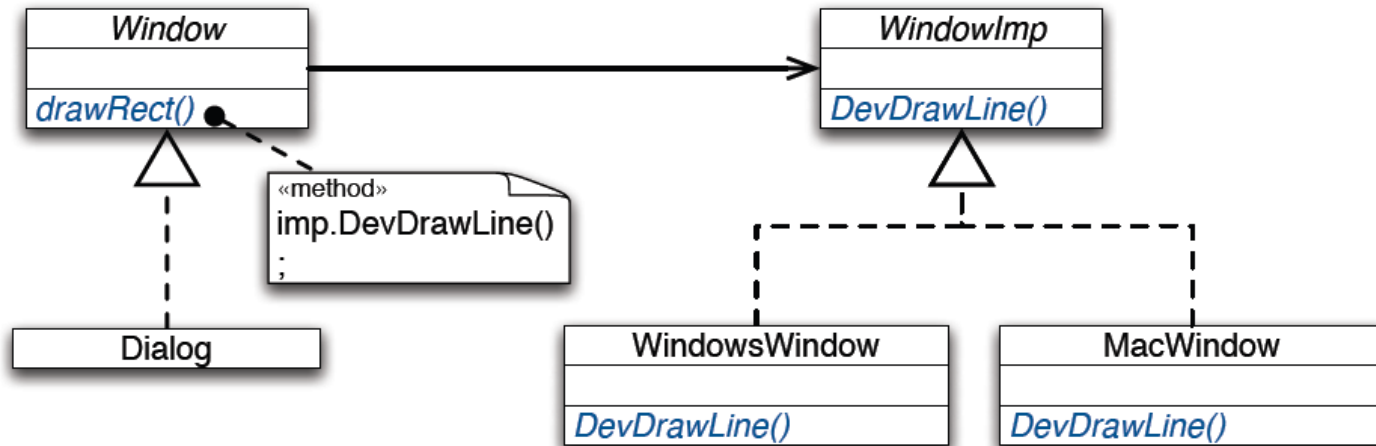 Window
drawRect()
WindowImp
DevDrawLine()
«method»
imp.DevDrawLine()
;
Dialog
WindowsWindow
DevDrawLine()
MacWindow
DevDrawLine()